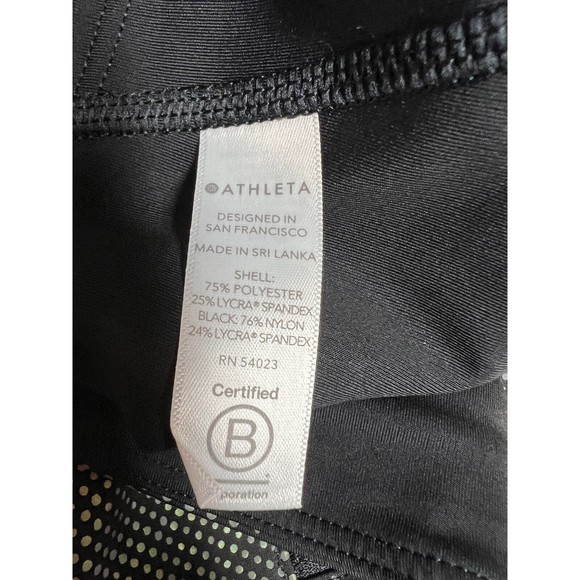 ATHLETA
DESIGNED IN
SAN FRANCISCO
MADE IN SRI LANKA
SHELL:
75% POLYESTER
25% LYCRA® SPANDEX
BLACK: 76% NYLON
24% LYCRA® SPANDEX
RN 54023
Certified
B
poration